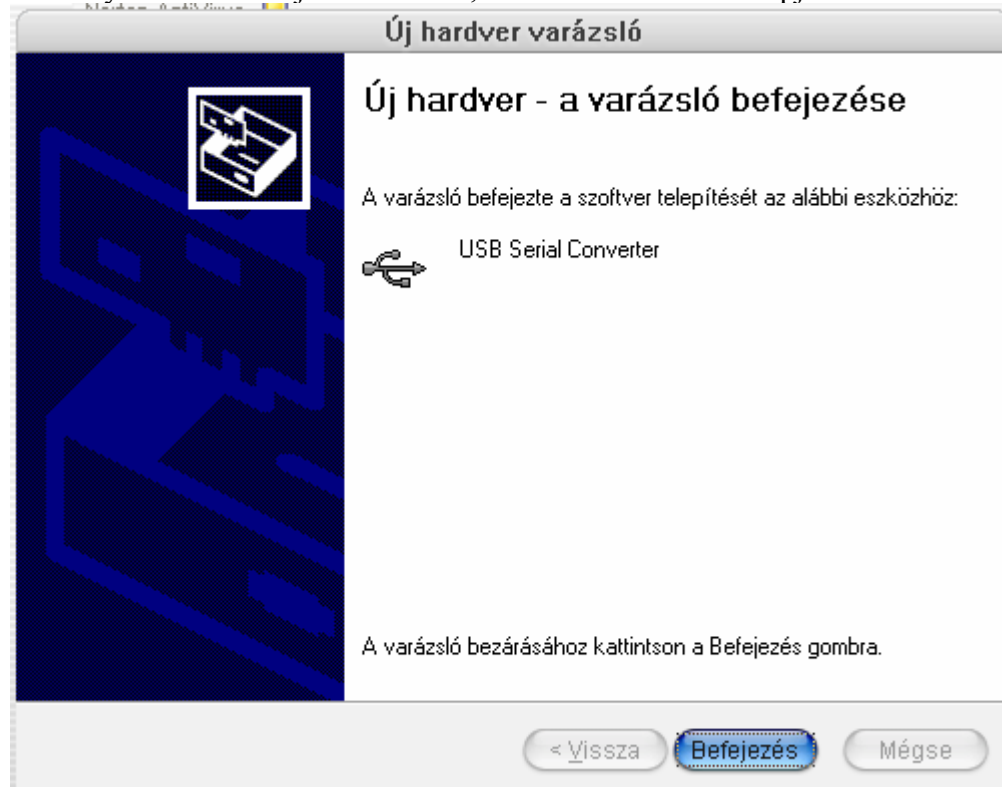 Új hardver varázsló
Új hardver - a varázsló befejezése
A varázsló befejezte a szoftver telepítését az alábbi eszközhöz:
USB Serial Converter
A varázsló bezárásához kattintson a Befejezés gombra.
< Vissza
Befejezés
Mégse